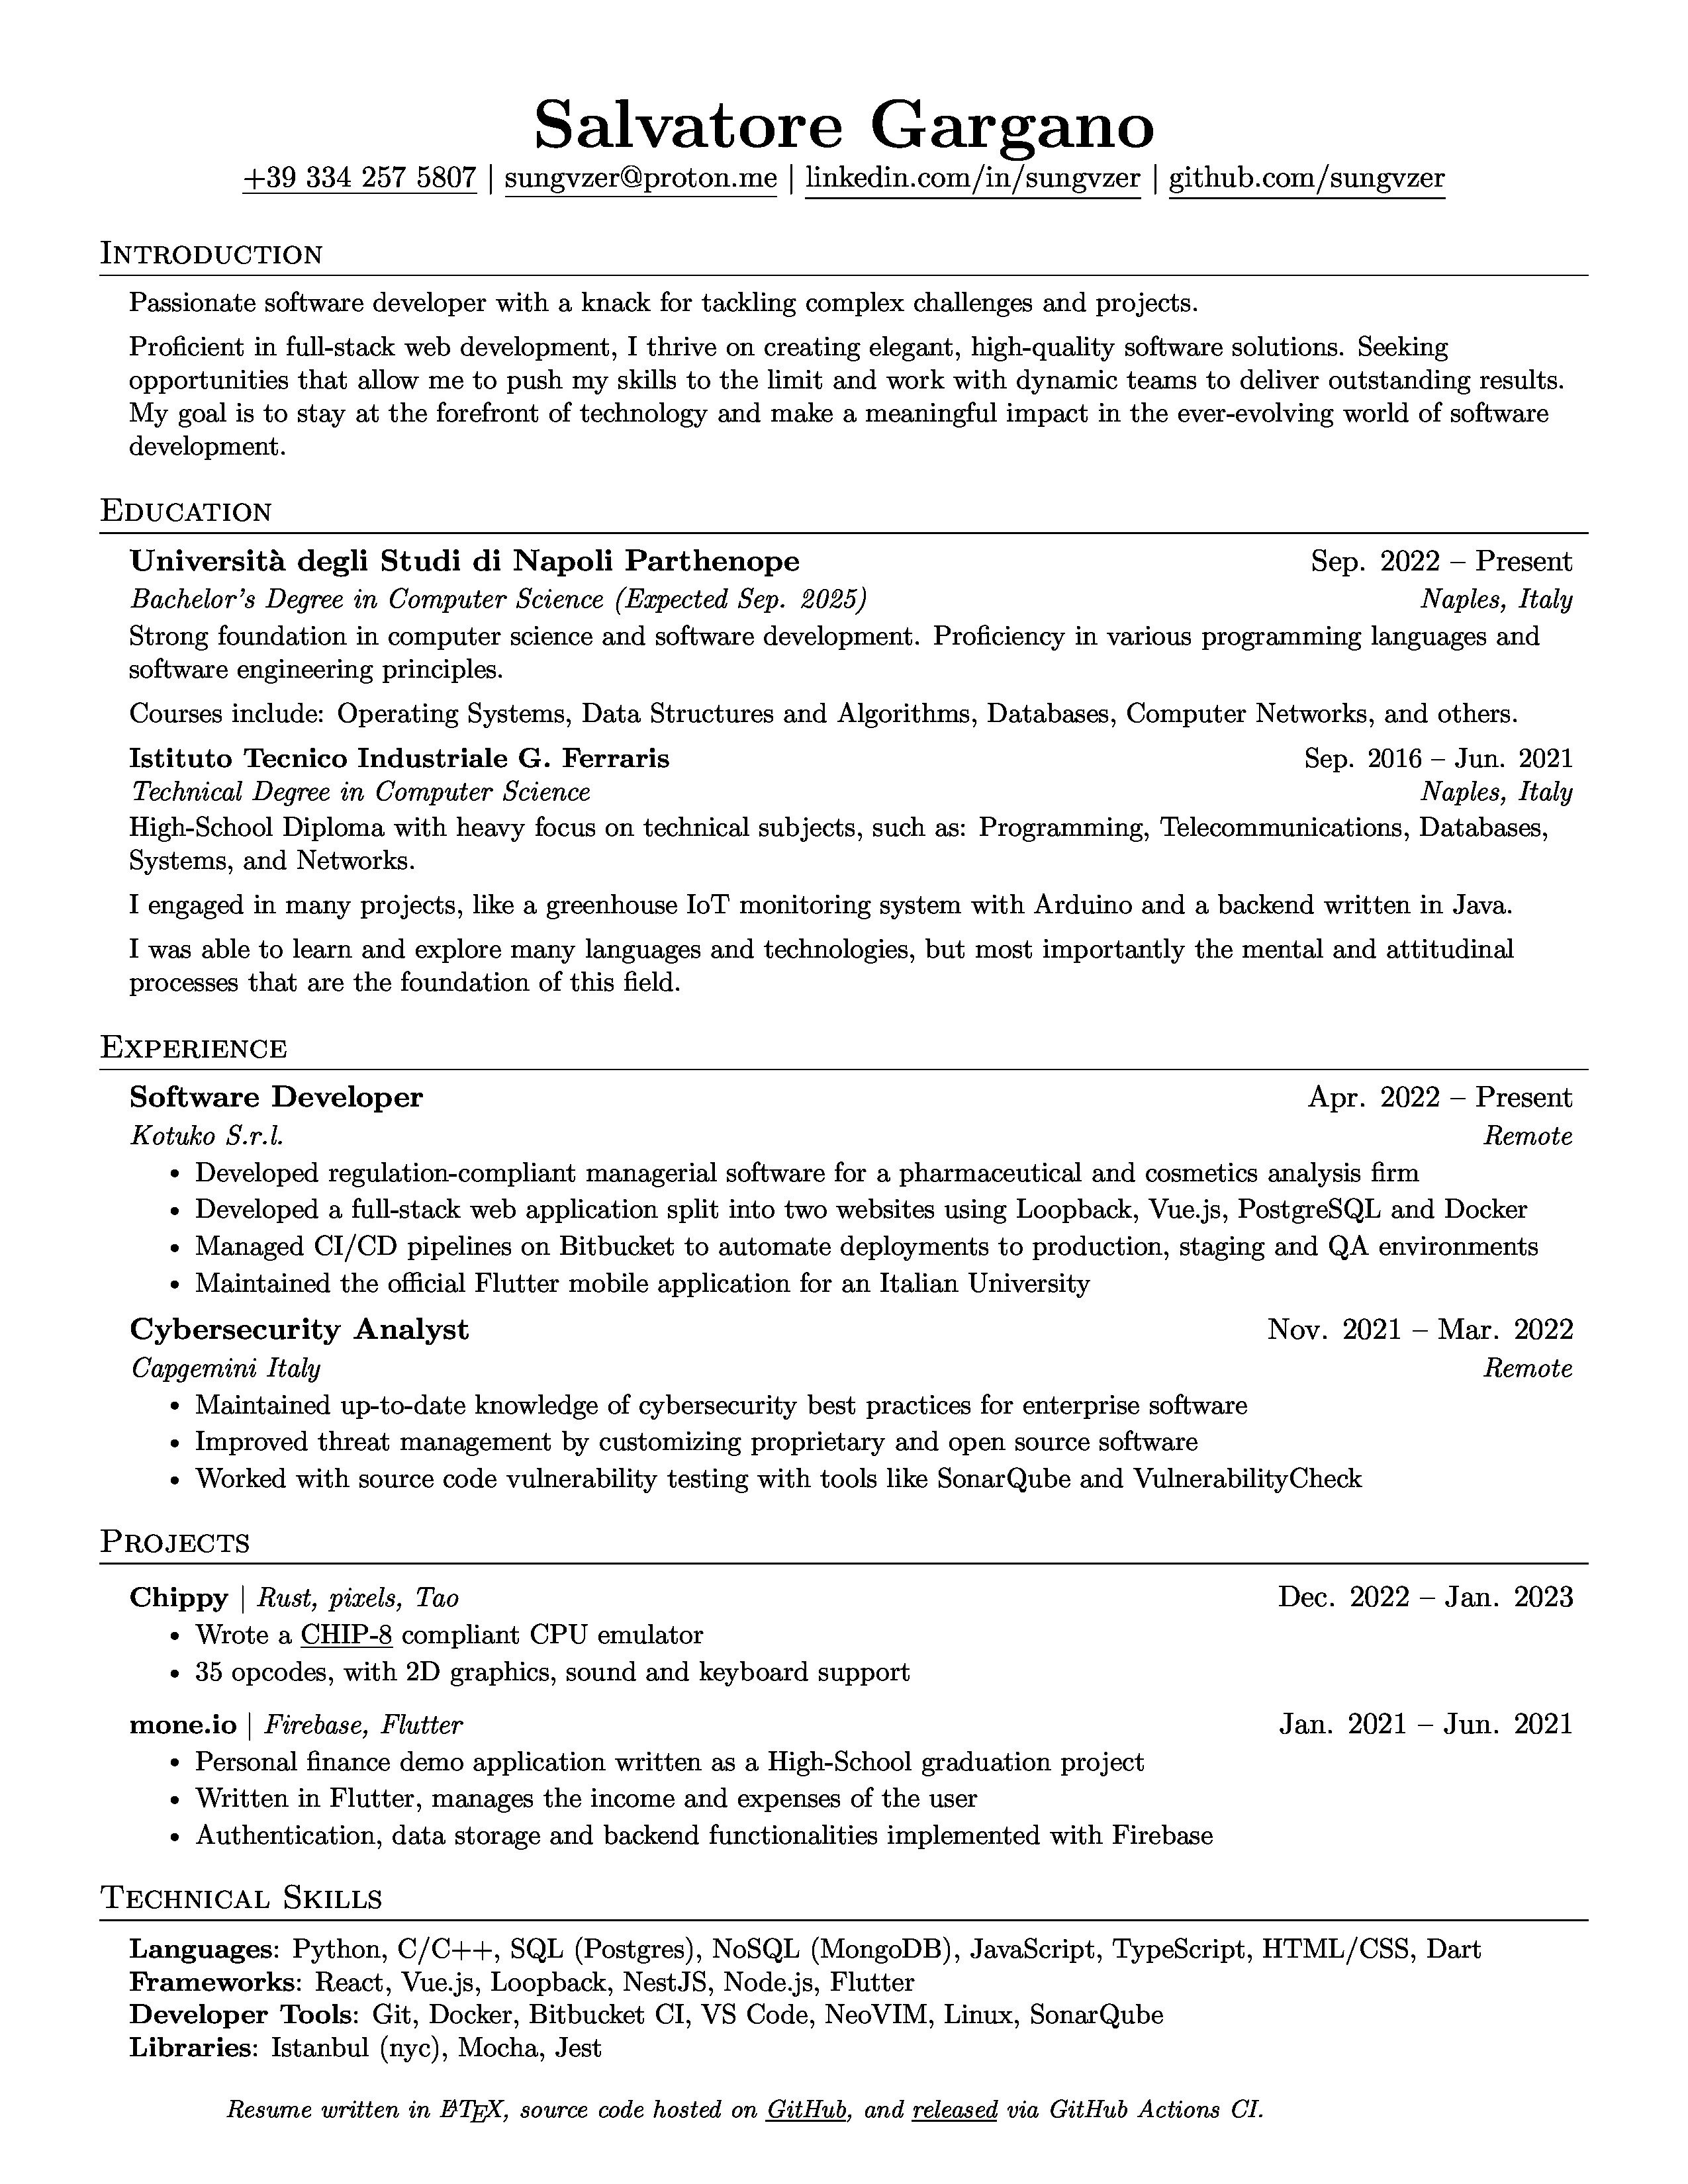 Salvatore Gargano
+39 334 257 5807 | sungvzer@proton.me | linkedin.com/in/sungvzer | github.com/sungvzer
Introduction
Passionate software developer with a knack for tackling complex challenges and projects.
Proficient in full-stack web development, I thrive on creating elegant, high-quality software solutions. Seeking
opportunities that allow me to push my skills to the limit and work with dynamic teams to deliver outstanding results.
My goal is to stay at the forefront of technology and make a meaningful impact in the ever-evolving world of software
development.
Education
Università degli Studi di Napoli Parthenope Sep. 2022 – Present
Bachelor's Degree in Computer Science (Expected Sep. 2025) Naples, Italy
Strong foundation in computer science and software development. Proficiency in various programming languages and
software engineering principles.
Courses include: Operating Systems, Data Structures and Algorithms, Databases, Computer Networks, and others.
Istituto Tecnico Industriale G. Ferraris Sep. 2016 – Jun. 2021
Technical Degree in Computer Science Naples, Italy
High-School Diploma with heavy focus on technical subjects, such as: Programming, Telecommunications, Databases,
Systems, and Networks.
I engaged in many projects, like a greenhouse IoT monitoring system with Arduino and a backend written in Java.
I was able to learn and explore many languages and technologies, but most importantly the mental and attitudinal
processes that are the foundation of this field.
Experience
Software Developer Apr. 2022 – Present
Kotuko S.r.l. Remote
• Developed regulation-compliant managerial software for a pharmaceutical and cosmetics analysis firm
• Developed a full-stack web application split into two websites using Loopback, Vue.js, PostgreSQL and Docker
• Managed CI/CD pipelines on Bitbucket to automate deployments to production, staging and QA environments
• Maintained the official Flutter mobile application for an Italian University
Cybersecurity Analyst Nov. 2021 – Mar. 2022
Capgemini Italy Remote
• Maintained up-to-date knowledge of cybersecurity best practices for enterprise software
• Improved threat management by customizing proprietary and open source software
• Worked with source code vulnerability testing with tools like SonarQube and VulnerabilityCheck
Projects
Chippy | Rust, pixels, Tao Dec. 2022 – Jan. 2023
• Wrote a CHIP-8 compliant CPU emulator
• 35 opcodes, with 2D graphics, sound and keyboard support
mone.io | Firebase, Flutter Jan. 2021 – Jun. 2021
• Personal finance demo application written as a High-School graduation project
• Written in Flutter, manages the income and expenses of the user
• Authentication, data storage and backend functionalities implemented with Firebase
Technical Skills
Languages: Python, C/C++, SQL (Postgres), NoSQL (MongoDB), JavaScript, TypeScript, HTML/CSS, Dart
Frameworks: React, Vue.js, Loopback, NestJS, Node.js, Flutter
Developer Tools: Git, Docker, Bitbucket CI, VS Code, NeoVIM, Linux, SonarQube
Libraries: Istanbul (nyc), Mocha, Jest
Resume written in LATEX, source code hosted on GitHub, and released via GitHub Actions CI.